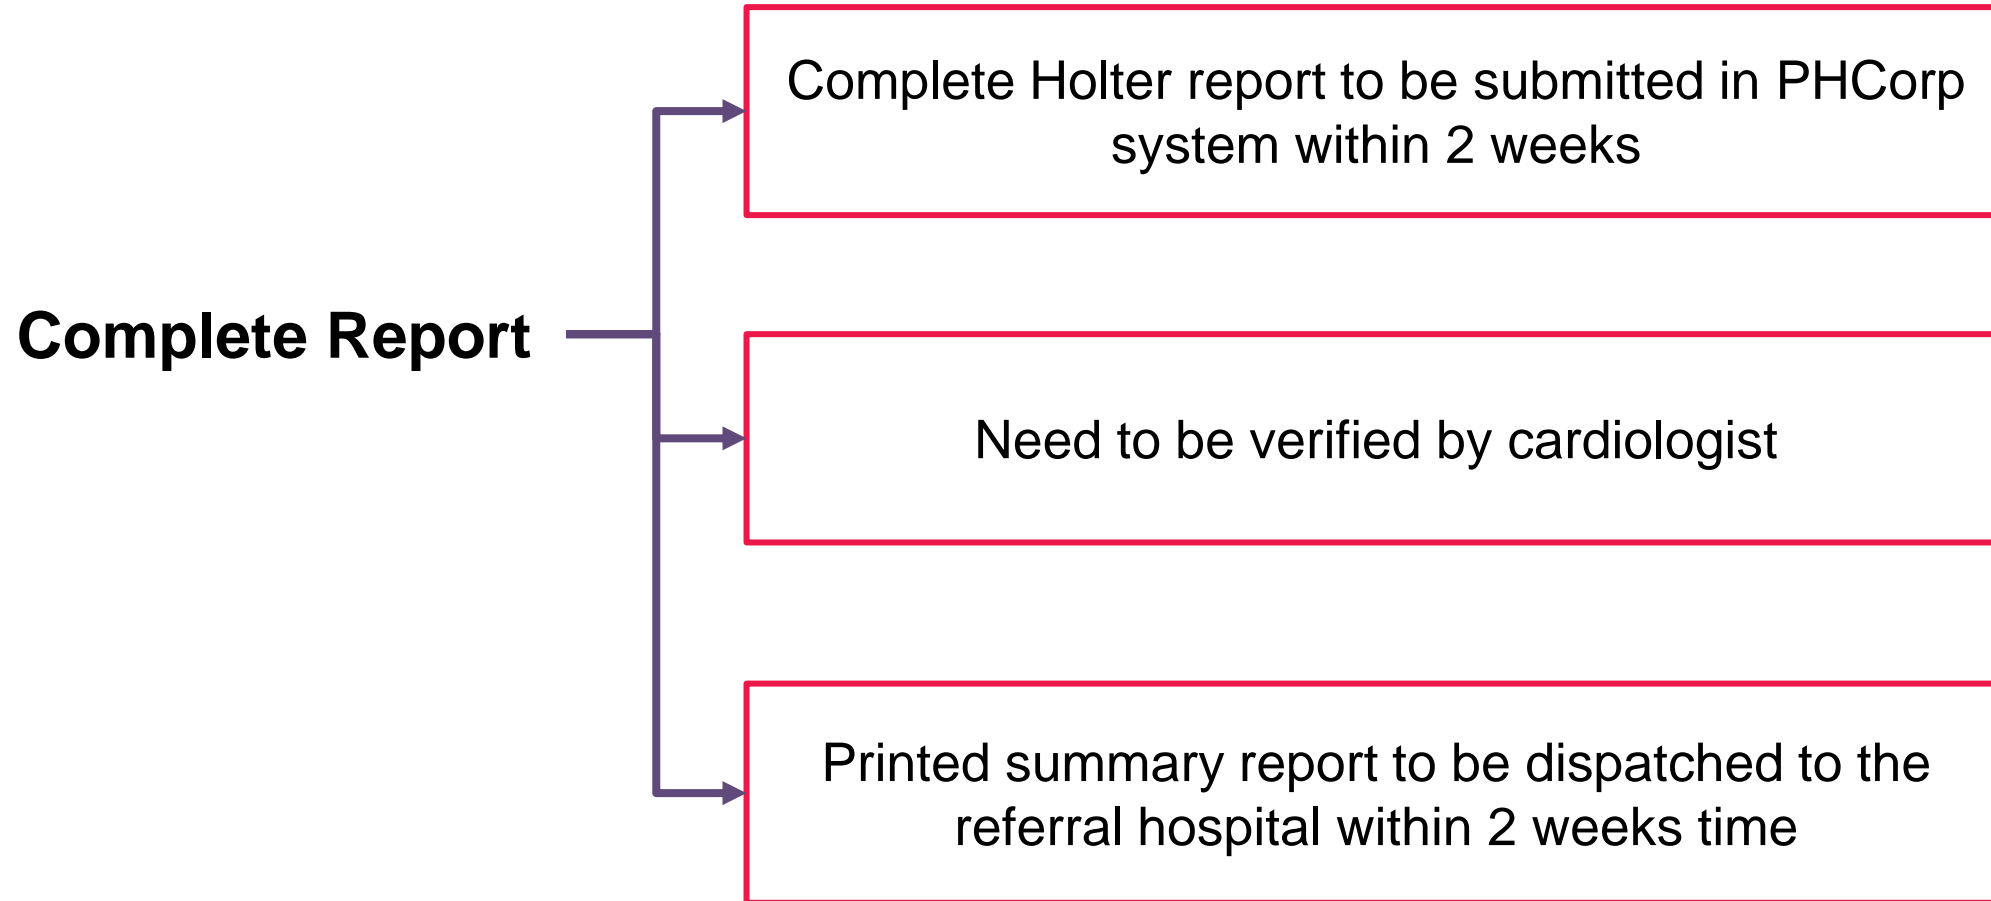 Complete Holter report to be submitted in PHCorp
system within 2 weeks
Complete Report
Need to be verified by cardiologist
Printed summary report to be dispatched to the
referral hospital within 2 weeks time